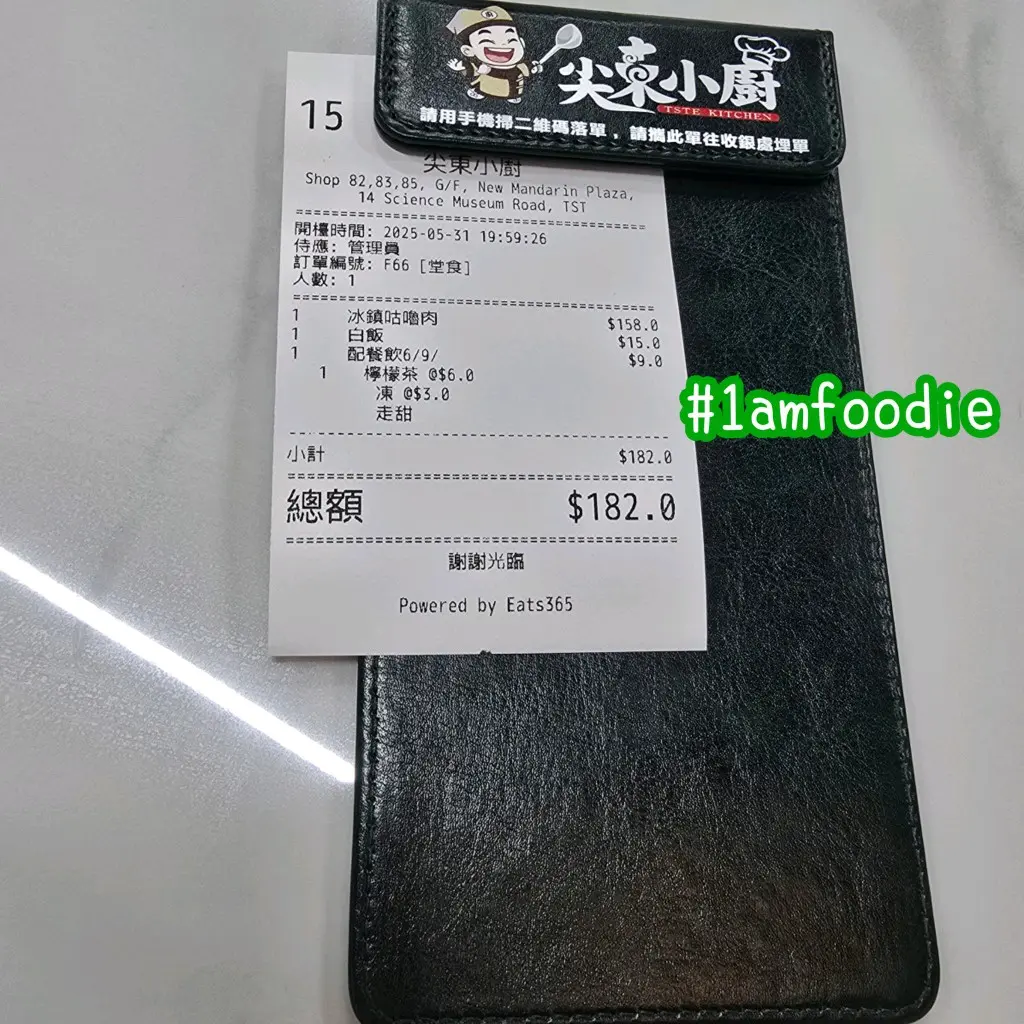 尖東小廚
TSTE KITCHEN
請用手機掃二維碼落單，請攜此單往收銀處埋單
15
尖東小廚
Shop 82,83,85, G/F, New Mandarin Plaza,
14 Science Museum Road, TST
開檯時間: 2025-05-31 19:59:26
侍應: 管理員
訂單編號: F66 [堂食]
人數: 1
1 冰鎮咕嚕肉 $158.0
1 白飯 $15.0
1 配餐飲6/9/ $9.0
1 檸檬茶 @$6.0
凍 @$3.0
走甜
小計 $182.0
總額 $182.0
謝謝光臨
Powered by Eats365
#1amfoodie